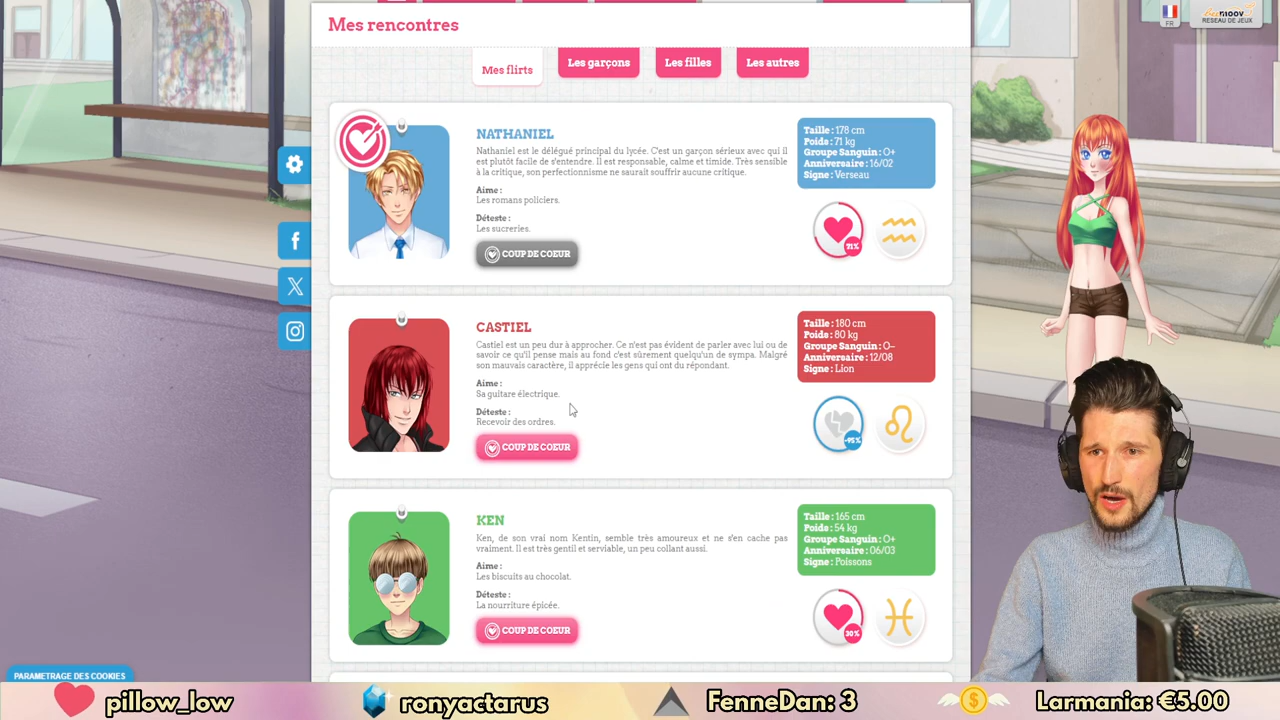 Mes rencontres
FR
RESEAU DE JEUX
Mes flirts
Les garçons
Les filles
Les autres
NATHANIEL
Nathaniel est le délégué principal du lycée. C'est un garçon sérieux avec qui il
est plutôt facile de s'entendre. Il est responsable, calme et timide. Très sensible
à la critique, son perfectionnisme ne saurait souffrir aucune critique.
Aime :
Les romans policiers.
Déteste :
Les sucreries.
COUP DE COEUR
Taille : 178 cm
Poids : 71 kg
Groupe Sanguin : O+
Anniversaire : 16/02
Signe : Verseau
71%
CASTIEL
Castiel est un peu dur à approcher. Ce n'est pas évident de parler avec lui ou de
savoir ce qu'il pense mais au fond c'est sûrement quelqu'un de sympa. Malgré
son mauvais caractère, il apprécie les gens qui ont du répondant.
Aime :
Sa guitare électrique.
Déteste :
Recevoir des ordres.
COUP DE COEUR
Taille : 180 cm
Poids : 80 kg
Groupe Sanguin : O-
Anniversaire : 12/08
Signe : Lion
-95%
KEN
Ken, de son vrai nom Kentin, semble très amoureux et ne s'en cache pas
vraiment. Il est très gentil et serviable, un peu collant aussi.
Aime :
Les biscuits au chocolat.
Déteste :
La nourriture épicée.
COUP DE COEUR
Taille : 165 cm
Poids : 54 kg
Groupe Sanguin : O+
Anniversaire : 06/03
Signe : Poissons
30%
PARAMETRAGE DES COOKIES
pillow_low
ronyactarus
FenneDan: 3
Larmania: €5.00